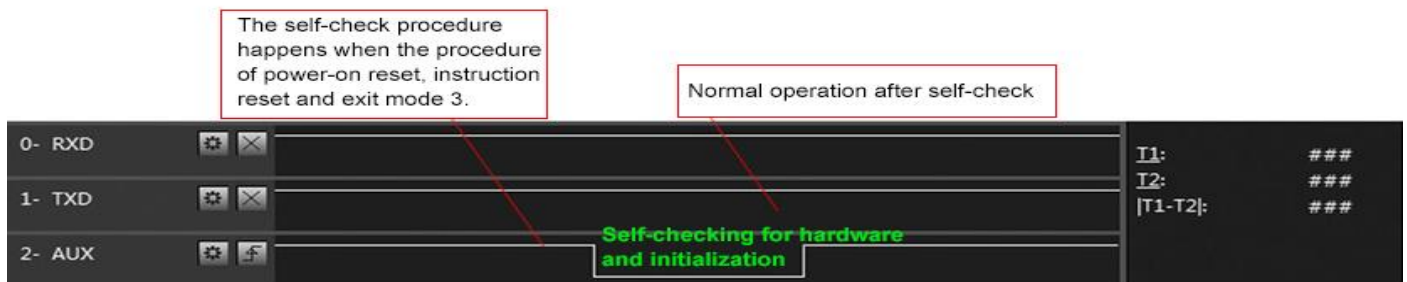 The self-check procedure
happens when the procedure
of power-on reset, instruction
reset and exit mode 3.
Normal operation after self-check
0- RXD
T1: ###
T2: ###
1- TXD
|T1-T2|: ###
Self-checking for hardware
and initialization
2- AUX